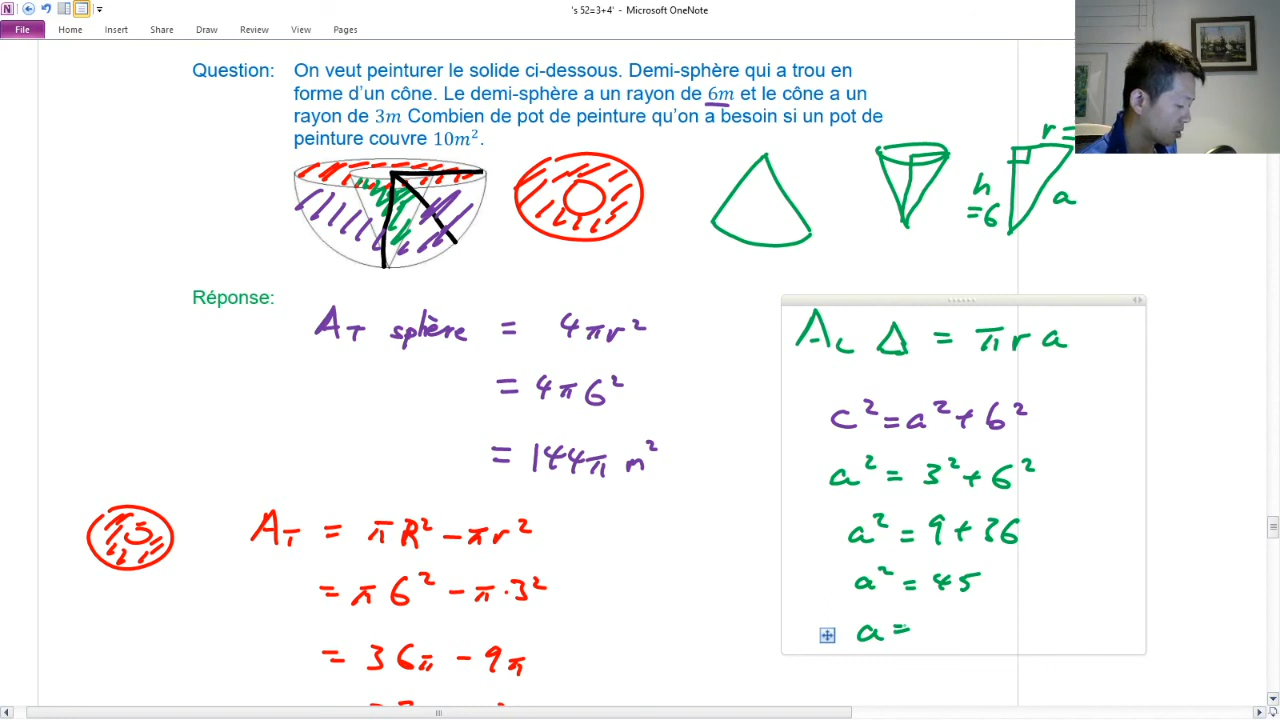 's 52=3+4' - Microsoft OneNote
File Home Insert Share Draw Review View Pages
Question: On veut peinturer le solide ci-dessous. Demi-sphère qui a trou en
forme d'un cône. Le demi-sphère a un rayon de 6m et le cône a un
rayon de 3m Combien de pot de peinture qu'on a besoin si un pot de
peinture couvre 10m².
r=
h
=6
a
Réponse:
A_T sphère = 4πr²
= 4π6²
= 144π m²
A_T = πR² - πr²
= π6² - π·3²
= 36π - 9π
A_L △ = πra
c² = a² + b²
a² = 3² + 6²
a² = 9 + 36
a² = 45
a =